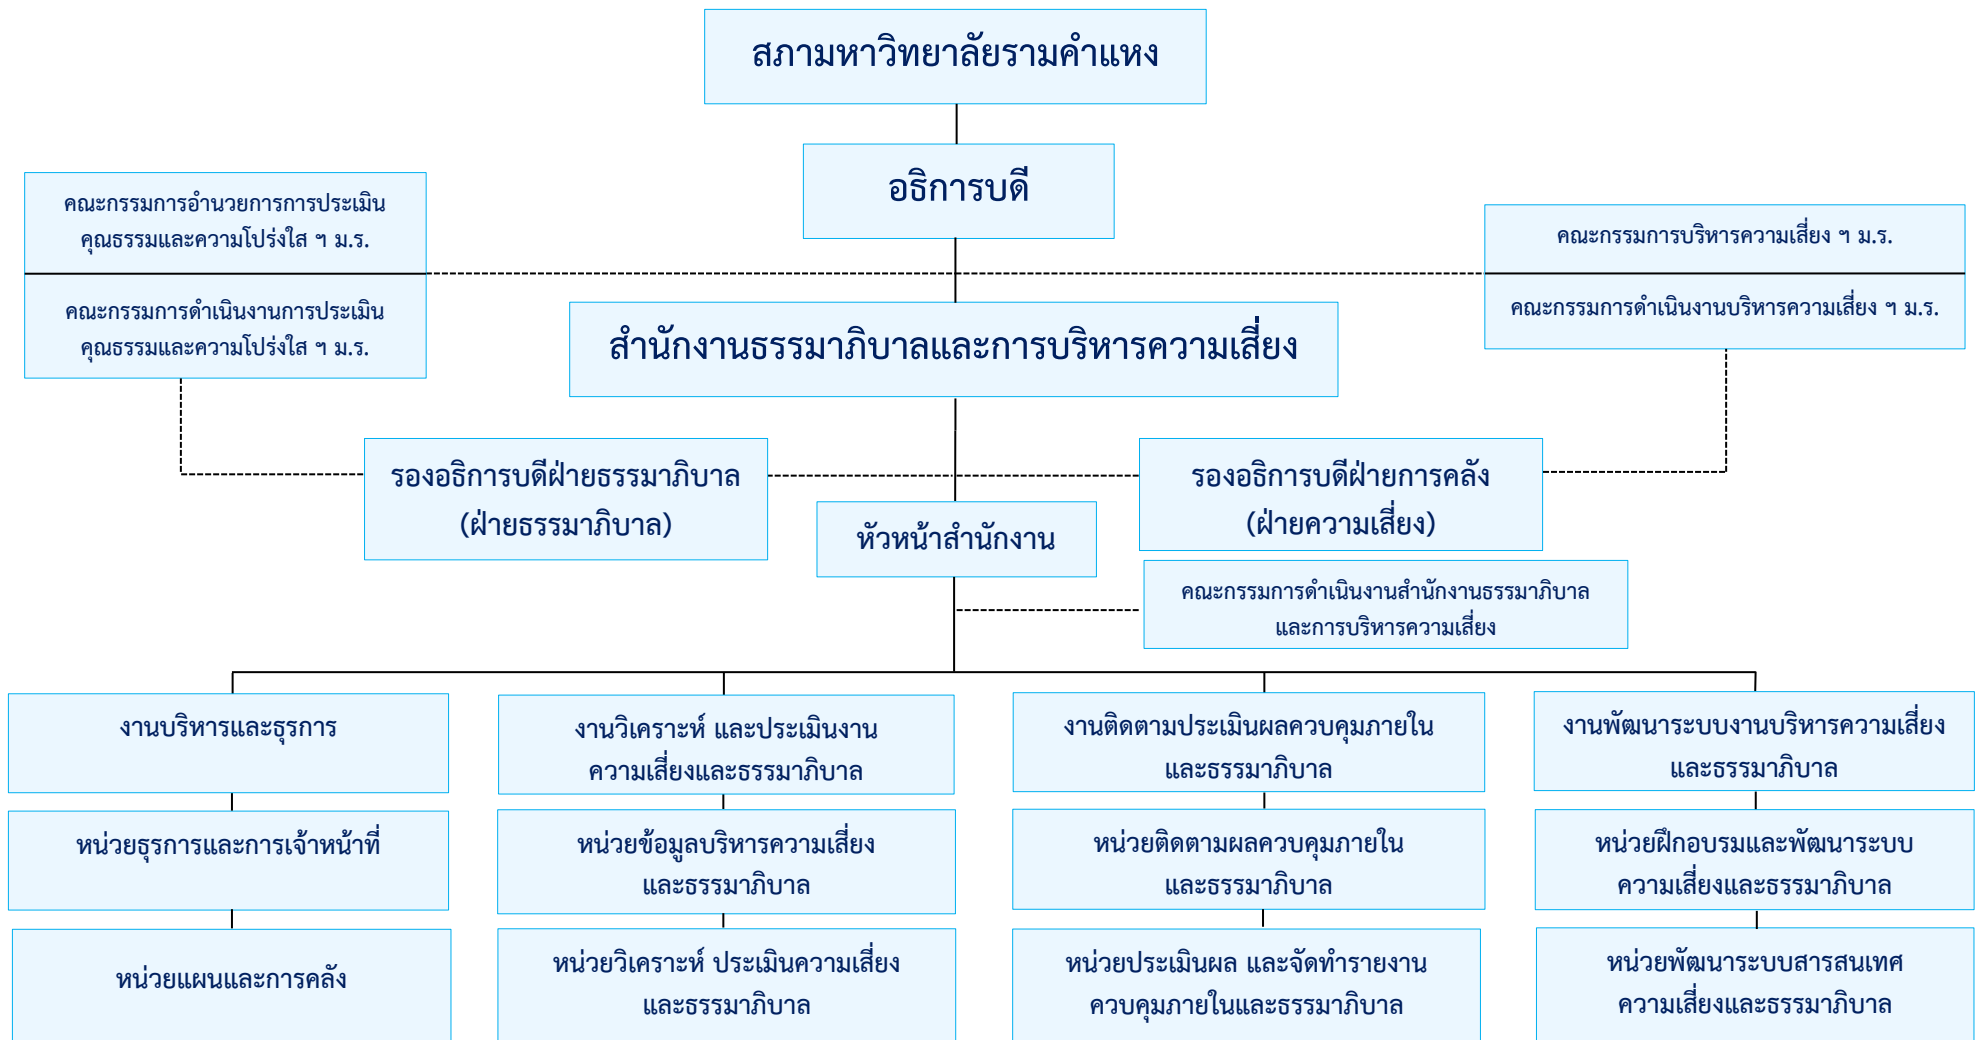 สภามหาวิทยาลัยรามคำแหง
อธิการบดี
คณะกรรมการอำนวยการการประเมิน
คุณธรรมและความโปร่งใส ฯ ม.ร.
คณะกรรมการดำเนินงานการประเมิน
คุณธรรมและความโปร่งใส ฯ ม.ร.
คณะกรรมการบริหารความเสี่ยง ฯ ม.ร.
คณะกรรมการดำเนินงานบริหารความเสี่ยง ฯ ม.ร.
สำนักงานธรรมาภิบาลและการบริหารความเสี่ยง
รองอธิการบดีฝ่ายธรรมาภิบาล
(ฝ่ายธรรมาภิบาล)
รองอธิการบดีฝ่ายการคลัง
(ฝ่ายความเสี่ยง)
หัวหน้าสำนักงาน
คณะกรรมการดำเนินงานสำนักงานธรรมาภิบาล
และการบริหารความเสี่ยง
งานบริหารและธุรการ
งานวิเคราะห์ และประเมินงาน
ความเสี่ยงและธรรมาภิบาล
งานติดตามประเมินผลควบคุมภายใน
และธรรมาภิบาล
งานพัฒนาระบบงานบริหารความเสี่ยง
และธรรมาภิบาล
หน่วยธุรการและการเจ้าหน้าที่
หน่วยข้อมูลบริหารความเสี่ยง
และธรรมาภิบาล
หน่วยติดตามผลควบคุมภายใน
และธรรมาภิบาล
หน่วยฝึกอบรมและพัฒนาระบบ
ความเสี่ยงและธรรมาภิบาล
หน่วยแผนและการคลัง
หน่วยวิเคราะห์ ประเมินความเสี่ยง
และธรรมาภิบาล
หน่วยประเมินผล และจัดทำรายงาน
ควบคุมภายในและธรรมาภิบาล
หน่วยพัฒนาระบบสารสนเทศ
ความเสี่ยงและธรรมาภิบาล